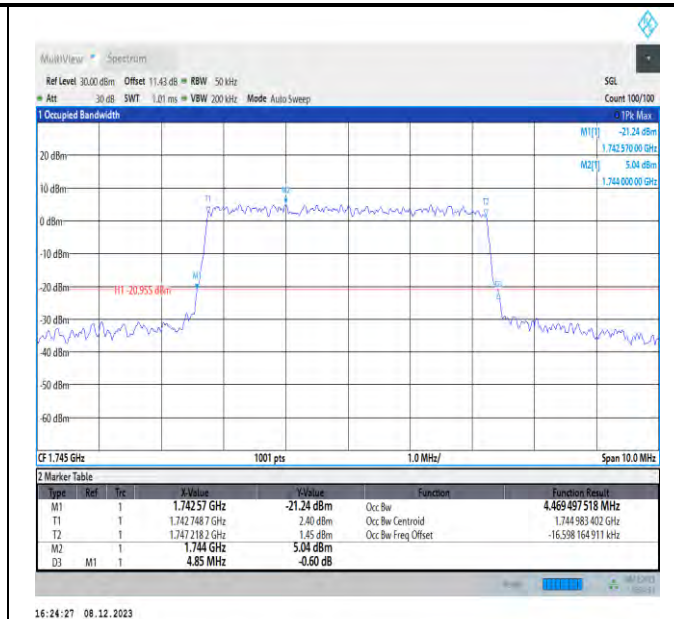 MultiView Spectrum
Ref Level 30.00 dBm Offset 11.43 dB RBW 50 kHz SGL
Att 30 dB SWT 1.01 ms VBW 200 kHz Mode Auto Sweep Count 100/100
1 Occupied Bandwidth 1Pk Max
M1[1] -21.24 dBm
1.742 570 00 GHz
20 dBm
M2[1] 5.04 dBm
1.744 000 00 GHz
10 dBm
T1 M2 T2
0 dBm
-10 dBm
M1
-20 dBm
H1 -20.955 dBm
-30 dBm
-40 dBm
-50 dBm
-60 dBm
CF 1.745 GHz 1001 pts 1.0 MHz/ Span 10.0 MHz
2 Marker Table
Type Ref Trc X-Value Y-Value Function Function Result
M1 1 1.742 57 GHz -21.24 dBm Occ Bw 4.469 497 518 MHz
T1 1 1.742 748 7 GHz 2.40 dBm Occ Bw Centroid 1.744 983 402 GHz
T2 1 1.747 218 2 GHz 1.45 dBm Occ Bw Freq Offset -16.598 164 911 kHz
M2 1 1.744 GHz 5.04 dBm
D3 M1 1 4.85 MHz -0.60 dB
16:24:27 08.12.2023